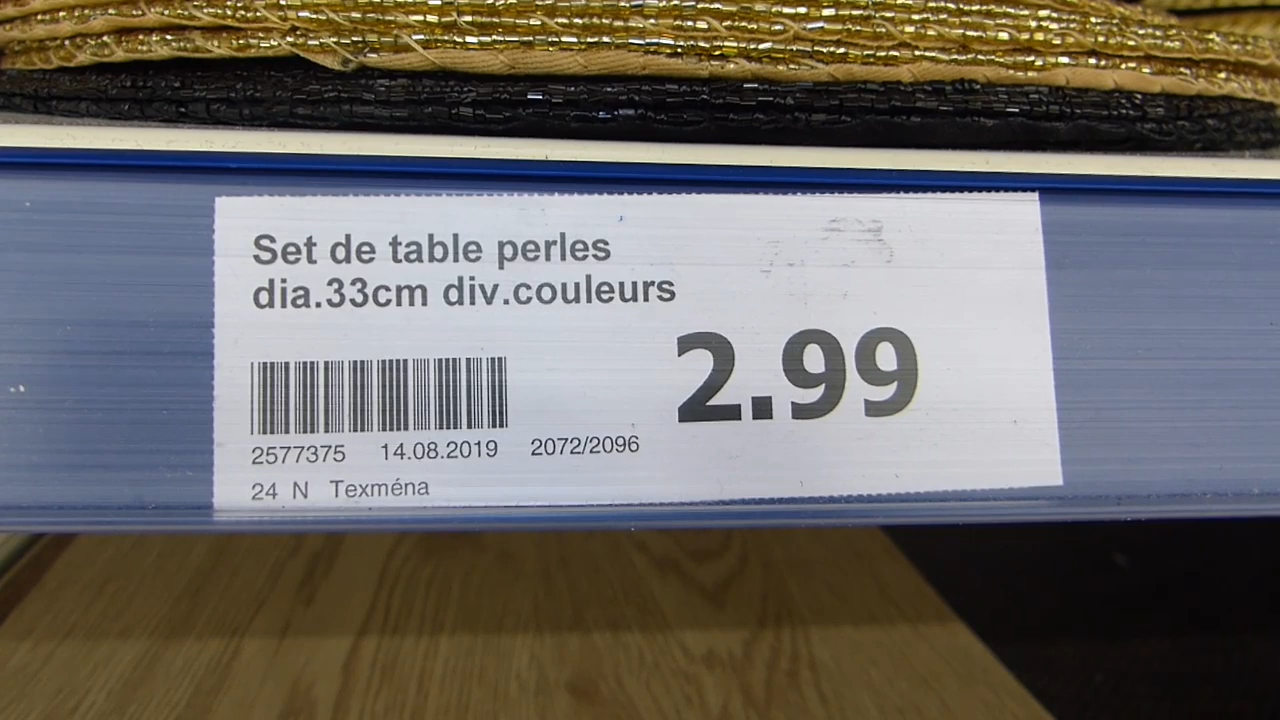 Set de table perles
dia.33cm div.couleurs
2.99
2577375 14.08.2019 2072/2096
24 N Texména